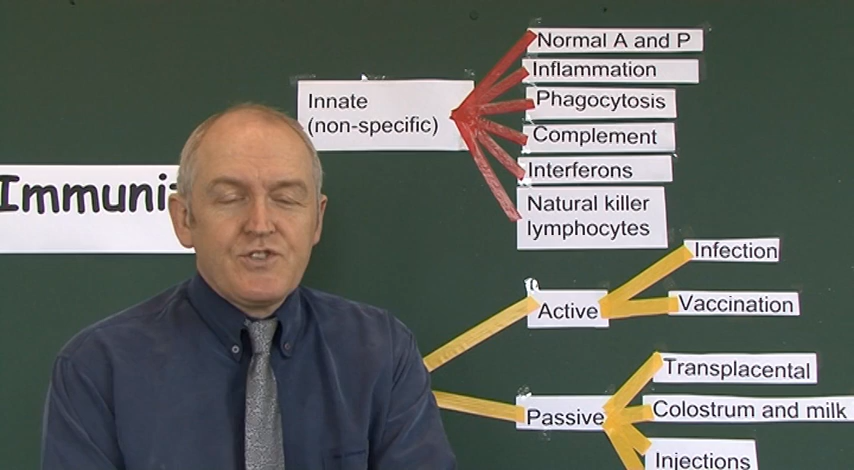 Immuni
Innate
(non-specific)
Normal A and P
Inflammation
Phagocytosis
Complement
Interferons
Natural killer
lymphocytes
Active
Infection
Vaccination
Passive
Transplacental
Colostrum and milk
Injections